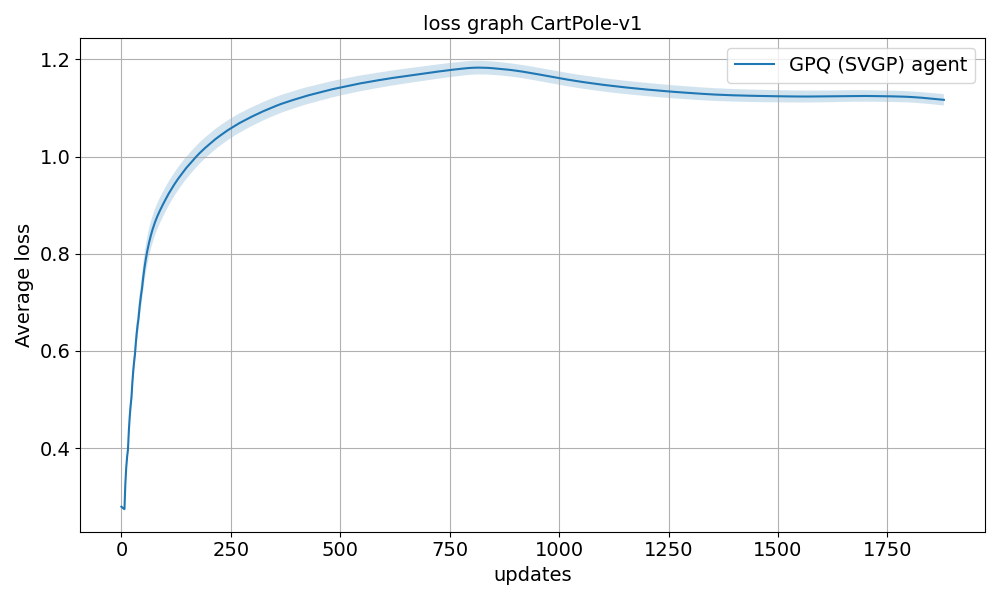 loss graph CartPole-v1
GPQ (SVGP) agent
Average loss
1.2
1.0
0.8
0.6
0.4
0 250 500 750 1000 1250 1500 1750
updates